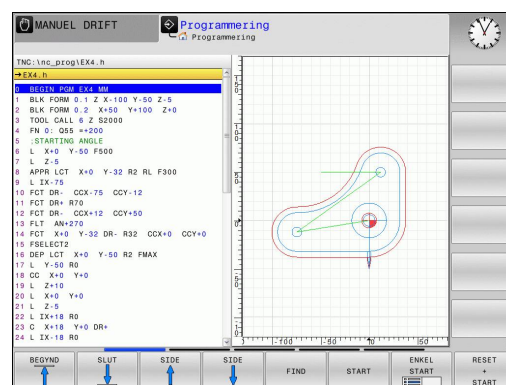 MANUEL DRIFT
Programmering
Programmering
TNC:\nc_prog\EX4.h
→EX4.h
0 BEGIN PGM EX4 MM
1 BLK FORM 0.1 Z X-100 Y-50 Z-5
2 BLK FORM 0.2 X+50 Y+100 Z+0
3 TOOL CALL 6 Z S2000
4 FN 0: Q55 =+200
5 ;STARTING ANGLE
6 L X+0 Y-50 F500
7 L Z-5
8 APPR LCT X+0 Y-32 R2 RL F300
9 L IX-75
10 FCT DR- CCX-75 CCY-12
11 FCT DR+ R70
12 FCT DR- CCX+12 CCY+50
13 FLT AN+270
14 FCT X+0 Y-32 DR- R32 CCX+0 CCY+0
15 FSELECT2
16 DEP LCT X+0 Y-50 R2 FMAX
17 L Y-50 R0
18 CC X+0 Y+0
19 L Z+10
20 L X+0 Y+0
21 L Z-5
22 L IX+18 R0
23 C X+18 Y+0 DR+
24 L IX-18 R0
150
100
50
0
-50
-100 -50 0 50
BEGYND
SLUT
SIDE
SIDE
FIND
START
ENKEL
START
RESET
+
START